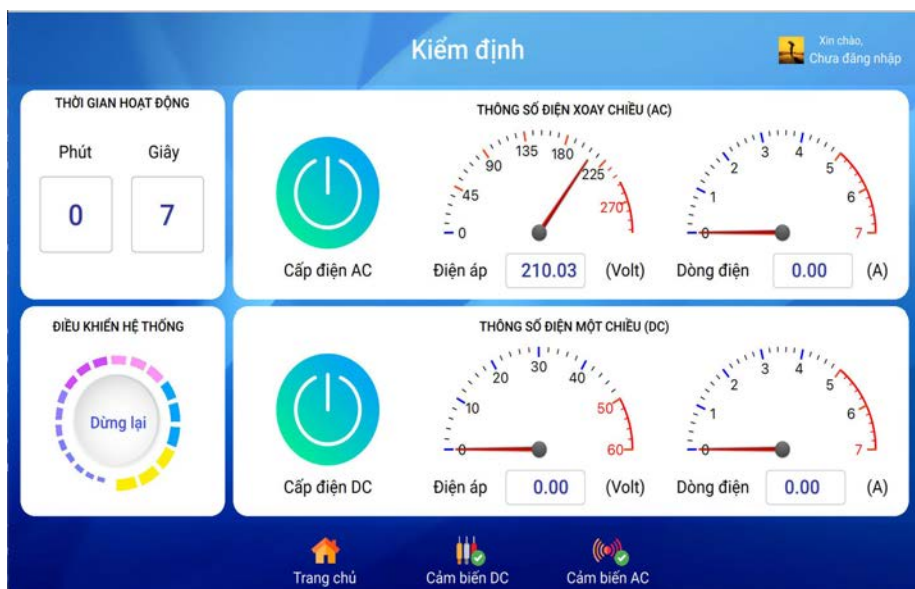 Kiểm định
Xin chào,
Chưa đăng nhập
THỜI GIAN HOẠT ĐỘNG
Phút Giây
0 7
THÔNG SỐ ĐIỆN XOAY CHIỀU (AC)
Cấp điện AC
0 45 90 135 180 225 270
Điện áp 210.03 (Volt)
0 1 2 3 4 5 6 7
Dòng điện 0.00 (A)
ĐIỀU KHIỂN HỆ THỐNG
Dừng lại
THÔNG SỐ ĐIỆN MỘT CHIỀU (DC)
Cấp điện DC
0 10 20 30 40 50 60
Điện áp 0.00 (Volt)
0 1 2 3 4 5 6 7
Dòng điện 0.00 (A)
Trang chủ Cảm biến DC Cảm biến AC